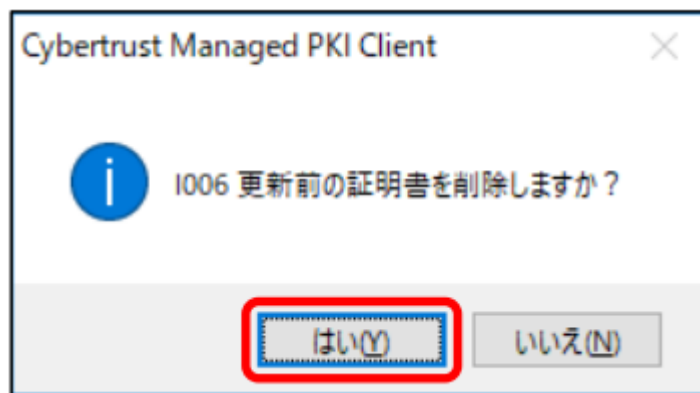 Cybertrust Managed PKI Client
I006 更新前の証明書を削除しますか？
はい(Y)
いいえ(N)